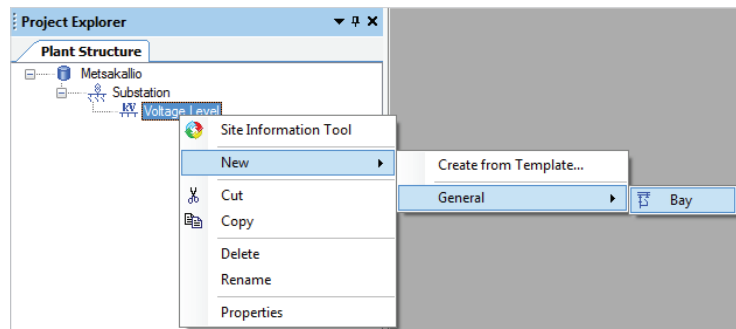 Project Explorer
Plant Structure
Metsakallio
Substation
KV Voltage Level
Site Information Tool
New
Create from Template...
Cut
General
Bay
Copy
Delete
Rename
Properties